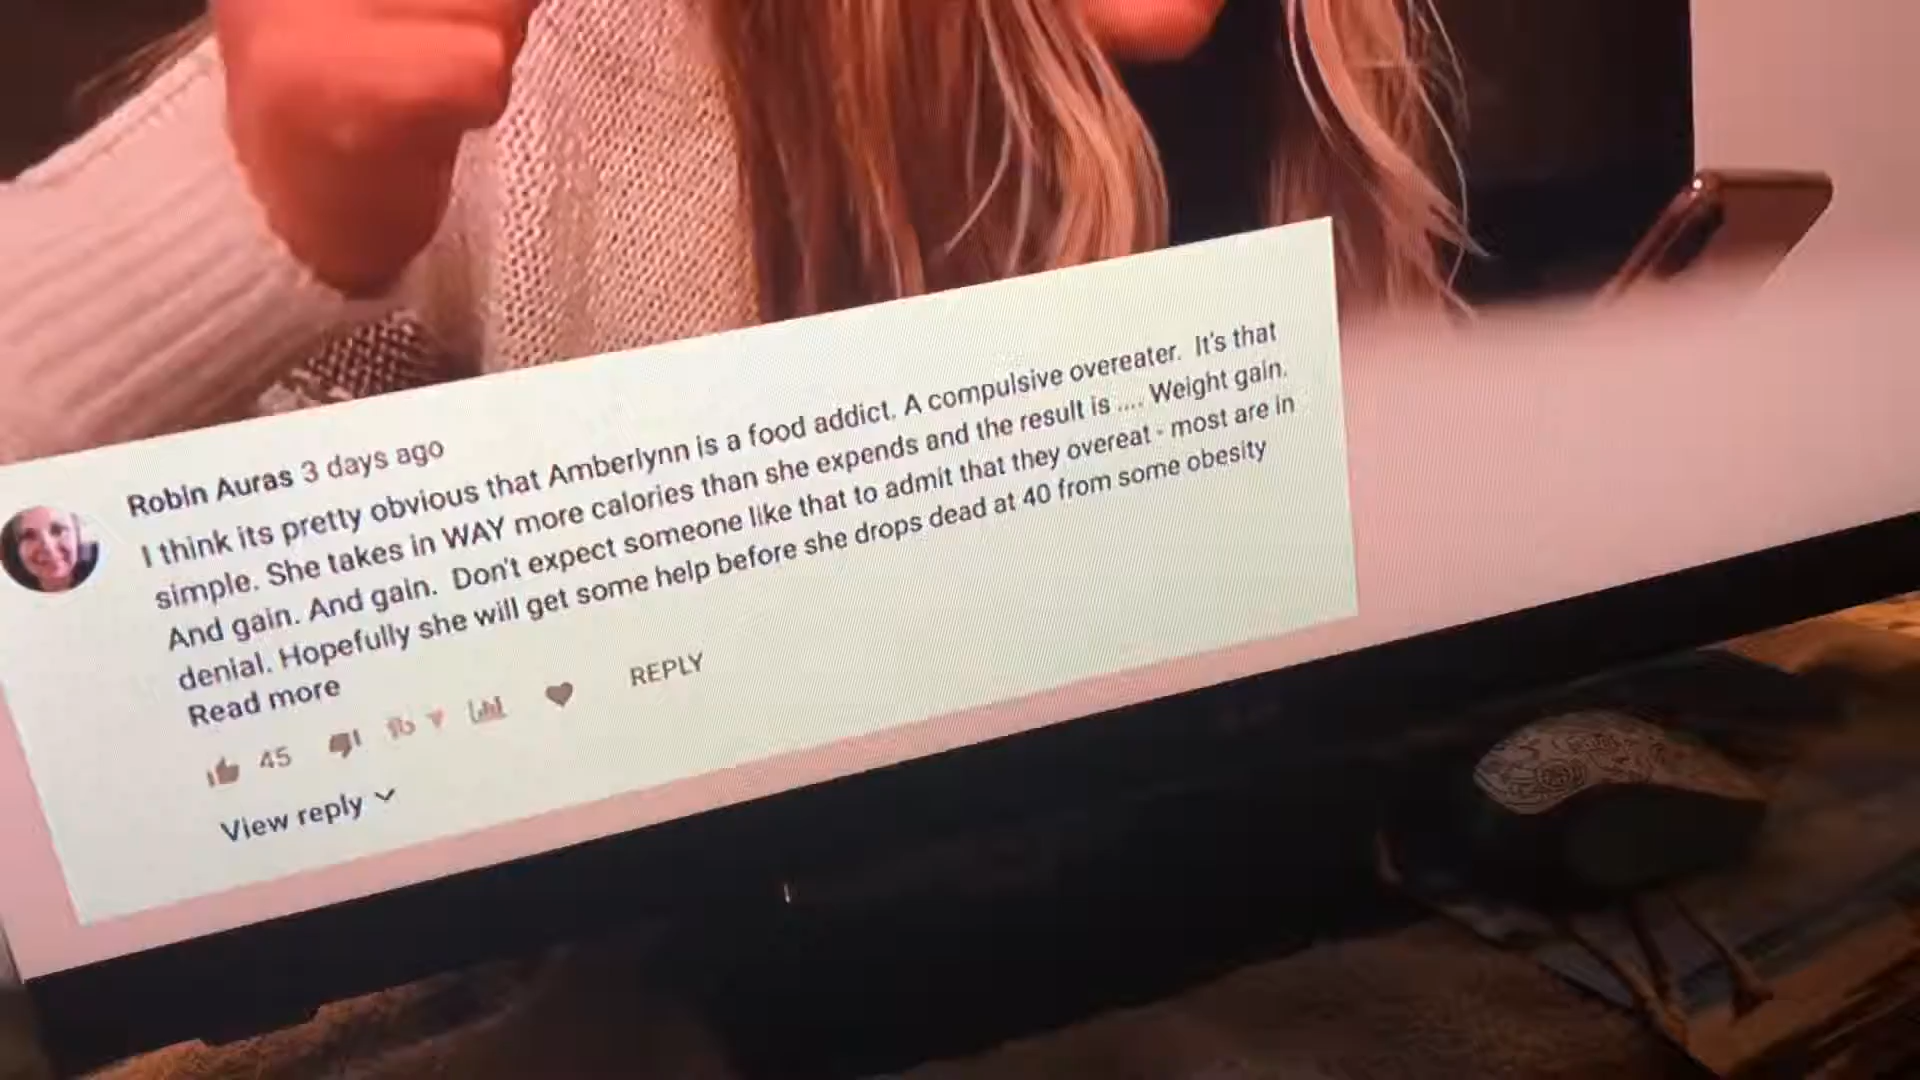 Robin Auras 3 days ago
I think its pretty obvious that Amberlynn is a food addict. A compulsive overeater. It's that
simple. She takes in WAY more calories than she expends and the result is .... Weight gain.
And gain. And gain. Don't expect someone like that to admit that they overeat - most are in
denial. Hopefully she will get some help before she drops dead at 40 from some obesity
Read more
45
REPLY
View reply